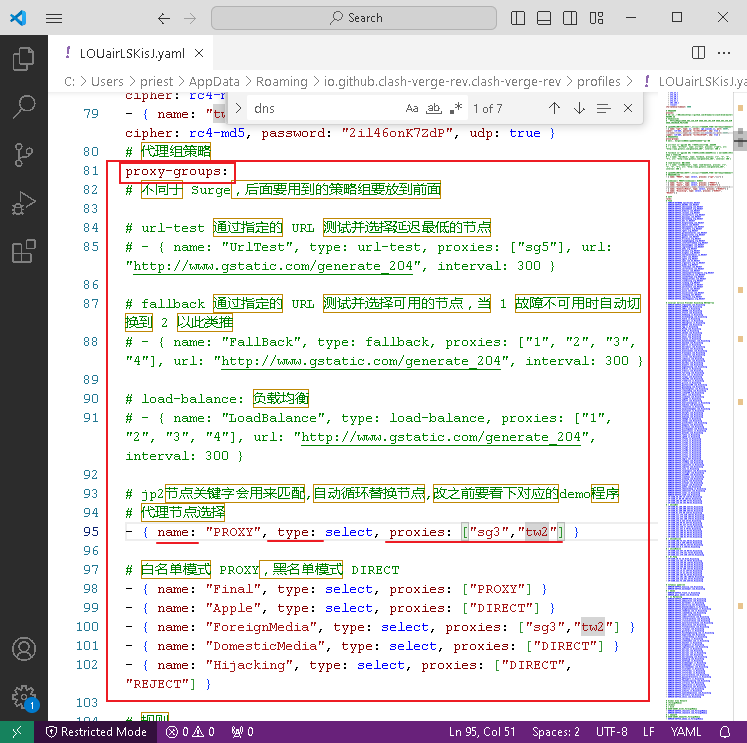 Search
LOUairLSKisJ.yaml
C: > Users > priest > AppData > Roaming > io.github.clash-verge-rev.clash-verge-rev > profiles > ! LOUairLSKisJ.ya
dns
Aa ab .* 1 of 7
cipher: rc4-m
79 - { name: "tw
cipher: rc4-md5, password: "2il46onK7ZdP", udp: true }
80 # 代理组策略
81 proxy-groups:
82 # 不同于 Surge，后面要用到的策略组要放到前面
83
84 # url-test 通过指定的 URL 测试并选择延迟最低的节点
85 # - { name: "UrlTest", type: url-test, proxies: ["sg5"], url:
"http://www.gstatic.com/generate_204", interval: 300 }
86
87 # fallback 通过指定的 URL 测试并选择可用的节点，当 1 故障不可用时自动切
换到 2 以此类推
88 # - { name: "FallBack", type: fallback, proxies: ["1", "2", "3",
"4"], url: "http://www.gstatic.com/generate_204", interval: 300 }
89
90 # load-balance: 负载均衡
91 # - { name: "LoadBalance", type: load-balance, proxies: ["1",
"2", "3", "4"], url: "http://www.gstatic.com/generate_204",
interval: 300 }
92
93 # jp2节点关键字会用来匹配,自动循环替换节点,改之前要看下对应的demo程序
94 # 代理节点选择
95 - { name: "PROXY", type: select, proxies: ["sg3","tw2"] }
96
97 # 白名单模式 PROXY，黑名单模式 DIRECT
98 - { name: "Final", type: select, proxies: ["PROXY"] }
99 - { name: "Apple", type: select, proxies: ["DIRECT"] }
100 - { name: "ForeignMedia", type: select, proxies: ["sg3","tw2"] }
101 - { name: "DomesticMedia", type: select, proxies: ["DIRECT"] }
102 - { name: "Hijacking", type: select, proxies: ["DIRECT",
"REJECT"] }
103
104 # 规则
1
Restricted Mode 0 0 0 Ln 95, Col 51 Spaces: 2 UTF-8 LF YAML